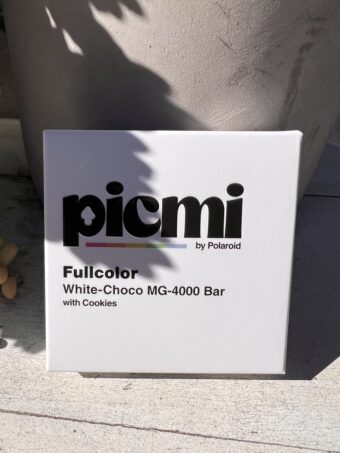 picmi
by Polaroid
Fullcolor
White-Choco MG-4000 Bar
with Cookies